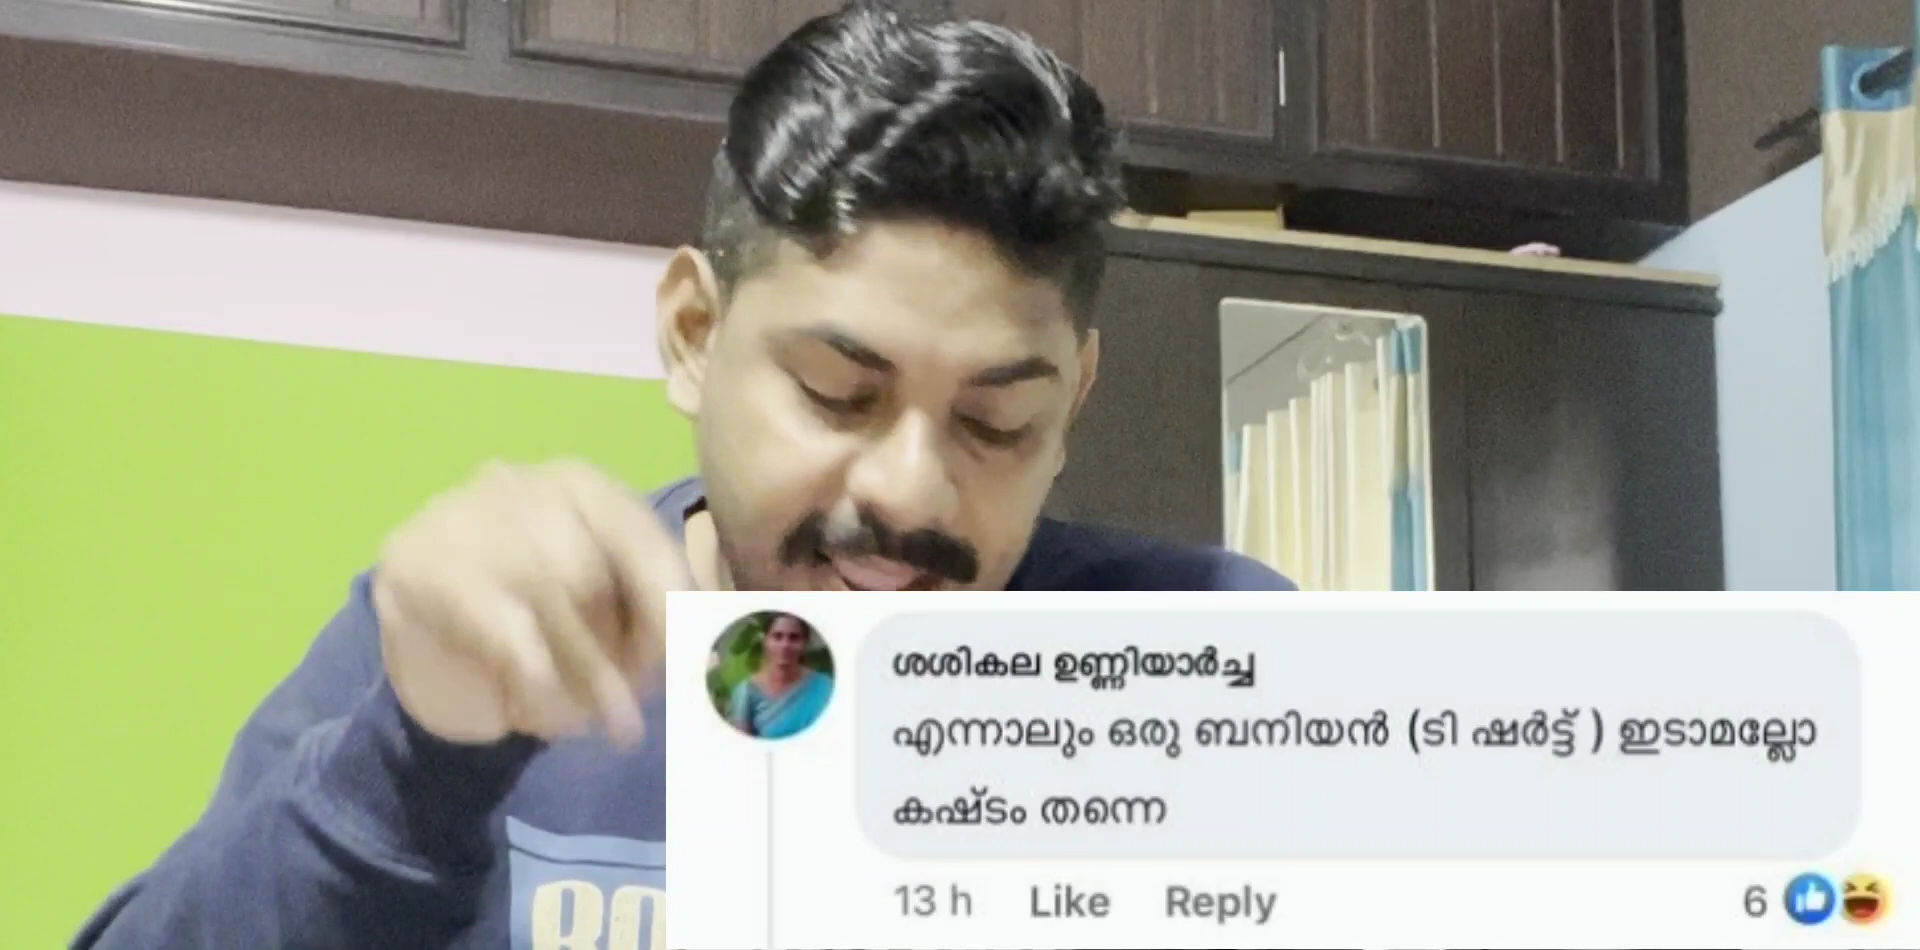 ശശികല ഉണ്ണിയാർച്ച
എന്നാലും ഒരു ബനിയൻ (ടി ഷർട്ട് ) ഇടാമല്ലോ
കഷ്ടം തന്നെ
13 h Like Reply 6